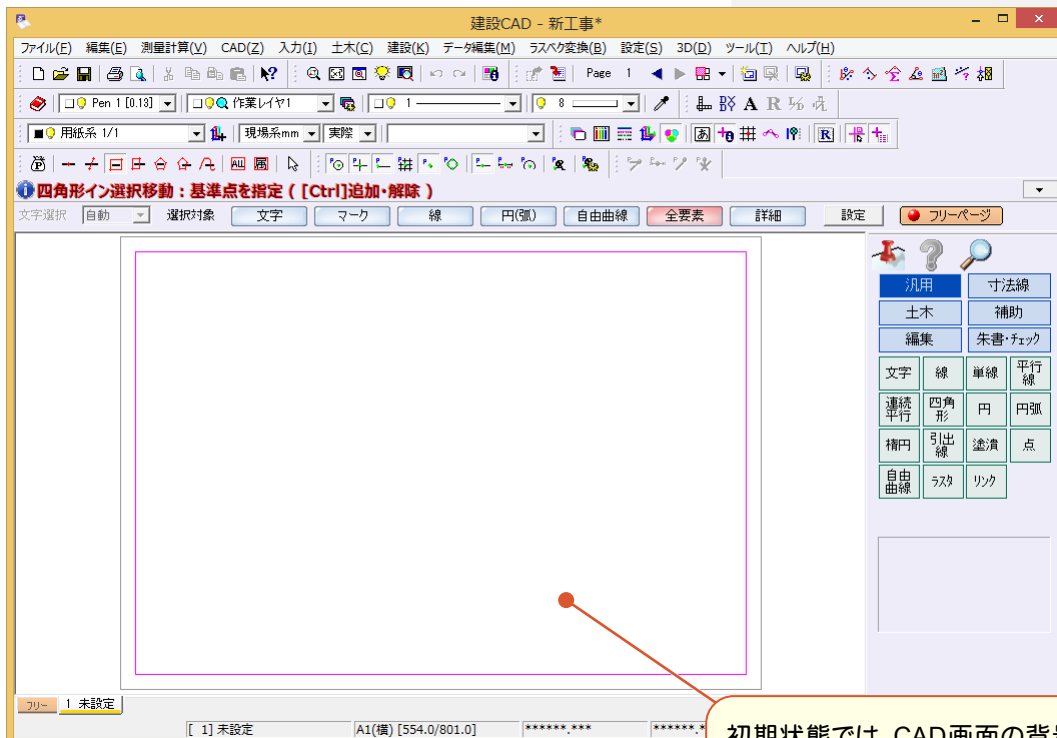 建設CAD - 新工事*
ファイル(F) 編集(E) 測量計算(V) CAD(Z) 入力(I) 土木(C) 建設(K) データ編集(M) ラスベク変換(B) 設定(S) 3D(D) ツール(T) ヘルプ(H)
Page 1
Pen 1 [0.13] 作業レイヤ1 1 8
用紙系 1/1 現場系mm 実際
四角形イン選択移動：基準点を指定 ( [Ctrl]追加・解除 )
文字選択 自動 選択対象 文字 マーク 線 円(弧) 自由曲線 全要素 詳細 設定 フリーページ
汎用 寸法線
土木 補助
編集 朱書・チェック
文字 線 単線 平行線
連続平行 四角形 円 円弧
楕円 引出線 塗潰 点
自由曲線 ラスタ リンク
フリー 1 未設定
[ 1] 未設定 A1(横) [554.0/801.0] ******.*** ******.*
初期状態では、CAD画面の背